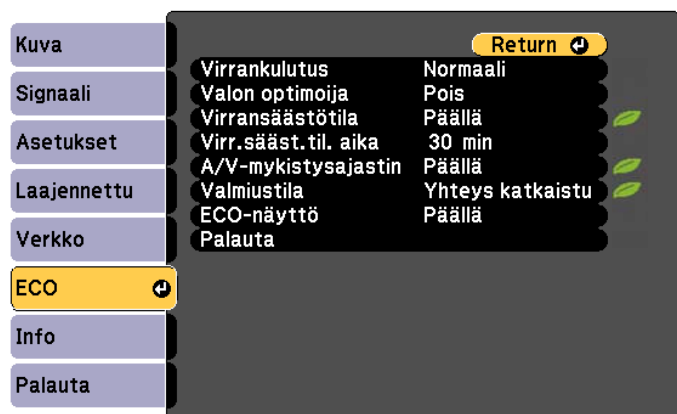 Kuva
Signaali
Asetukset
Laajennettu
Verkko
ECO
Info
Palauta
Return
Virrankulutus Normaali
Valon optimoija Pois
Virransäästötila Päällä
Virr.sääst.til. aika 30 min
A/V-mykistysajastin Päällä
Valmiustila Yhteys katkaistu
ECO-näyttö Päällä
Palauta